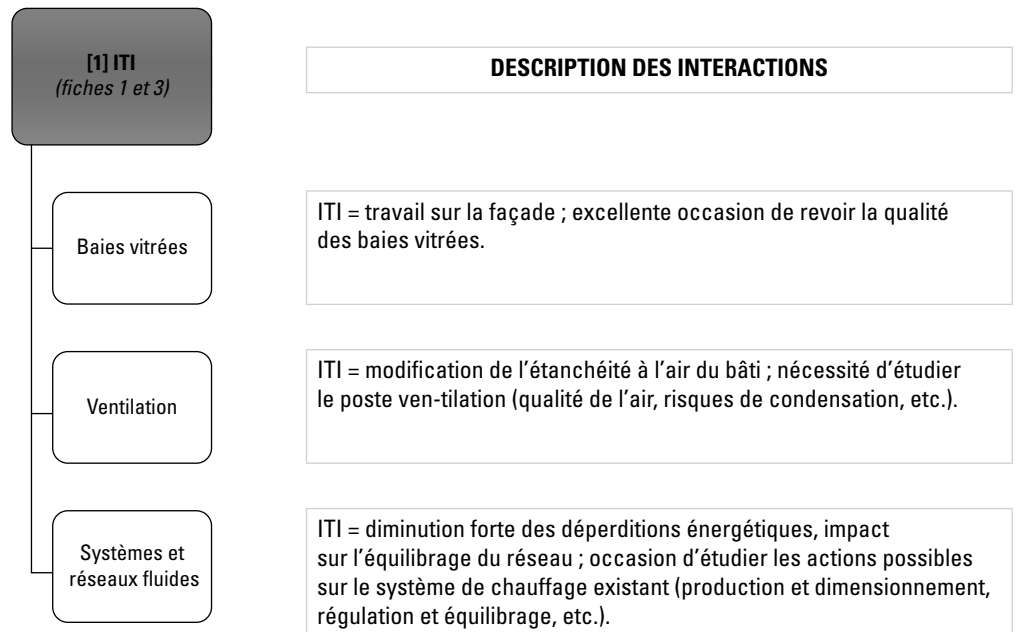 [1] ITI
(fiches 1 et 3)
DESCRIPTION DES INTERACTIONS
Baies vitrées
ITI = travail sur la façade ; excellente occasion de revoir la qualité
des baies vitrées.
Ventilation
ITI = modification de l’étanchéité à l’air du bâti ; nécessité d’étudier
le poste ven-tilation (qualité de l’air, risques de condensation, etc.).
Systèmes et
réseaux fluides
ITI = diminution forte des déperditions énergétiques, impact
sur l’équilibrage du réseau ; occasion d’étudier les actions possibles
sur le système de chauffage existant (production et dimensionnement,
régulation et équilibrage, etc.).